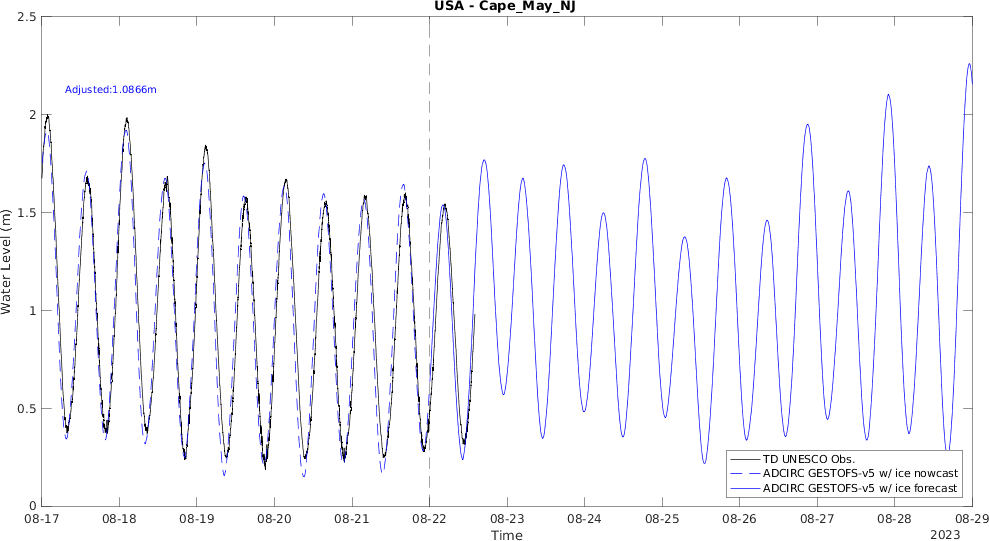 USA - Cape_May_NJ
2.5
Adjusted:1.0866m
2
1.5
Water Level (m)
1
0.5
0
TD UNESCO Obs.
ADCIRC GESTOFS-v5 w/ ice nowcast
ADCIRC GESTOFS-v5 w/ ice forecast
08-17 08-18 08-19 08-20 08-21 08-22 08-23 08-24 08-25 08-26 08-27 08-28 08-29
Time
2023